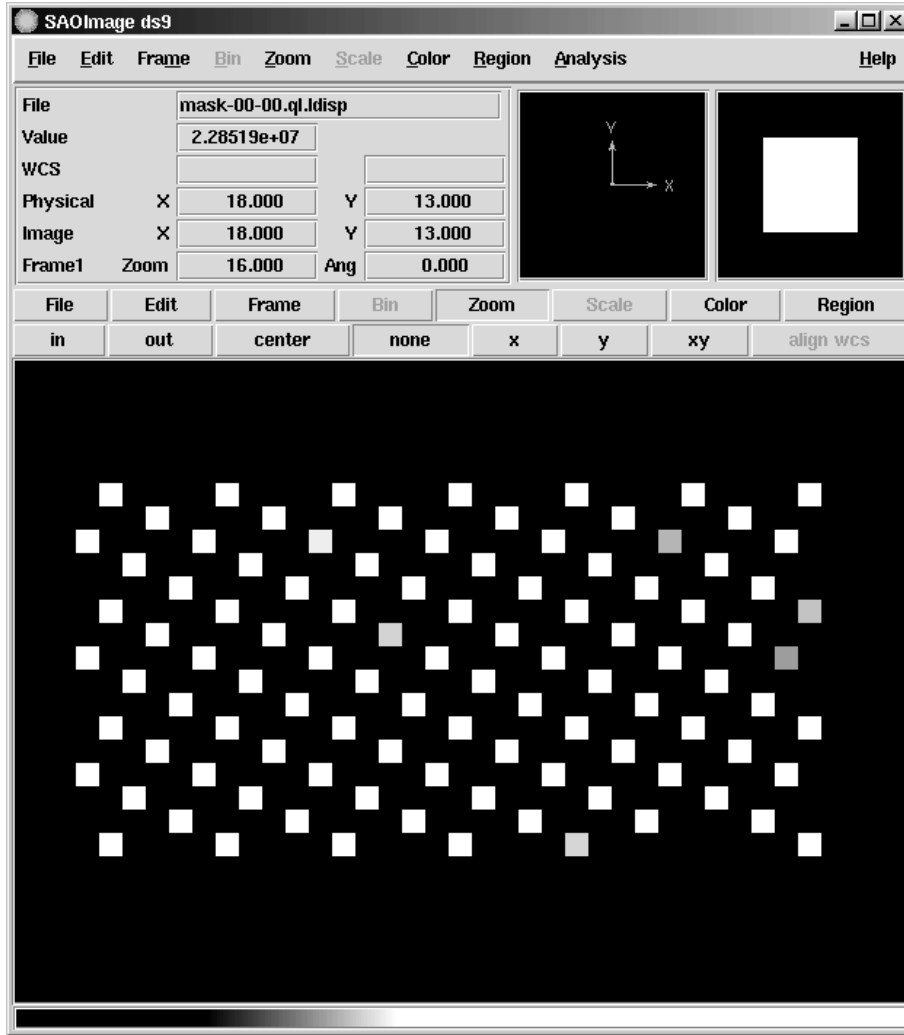 SAOImage ds9
File Edit Frame Bin Zoom Scale Color Region Analysis Help
File mask-00-00.ql.ldisp
Value 2.28519e+07
WCS
Physical X 18.000 Y 13.000
Image X 18.000 Y 13.000
Frame1 Zoom 16.000 Ang 0.000
Y
X
File Edit Frame Bin Zoom Scale Color Region
in out center none x y xy align wcs